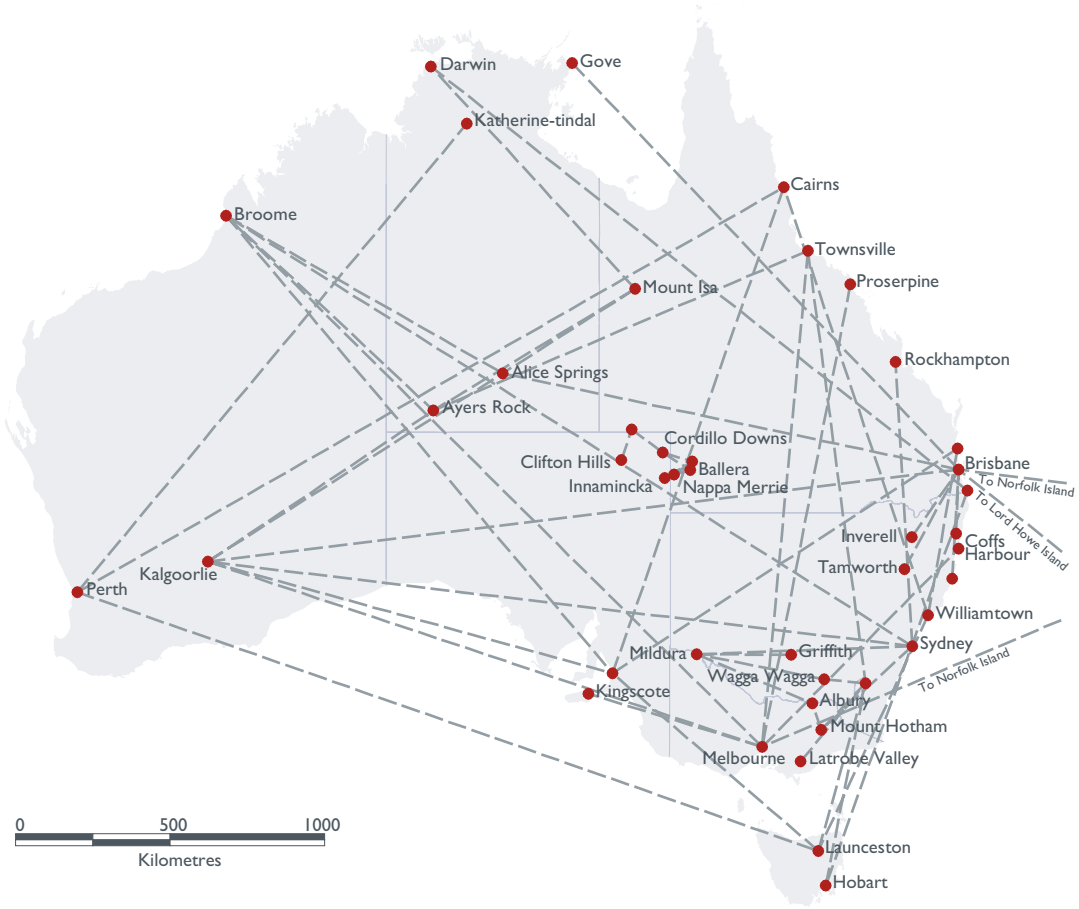 Darwin
Gove
Katherine-tindal
Cairns
Broome
Townsville
Proserpine
Mount Isa
Rockhampton
Alice Springs
Ayers Rock
Cordillo Downs
Clifton Hills
Ballera
Brisbane
Innamincka
Nappa Merrie
To Norfolk Island
To Lord Howe Island
Inverell
Coffs
Harbour
Tamworth
Kalgoorlie
Perth
Williamtown
Sydney
Mildura
Griffith
To Norfolk Island
Wagga Wagga
Kingscote
Albury
Mount Hotham
Melbourne
Latrobe Valley
0 500 1000
Kilometres
Launceston
Hobart